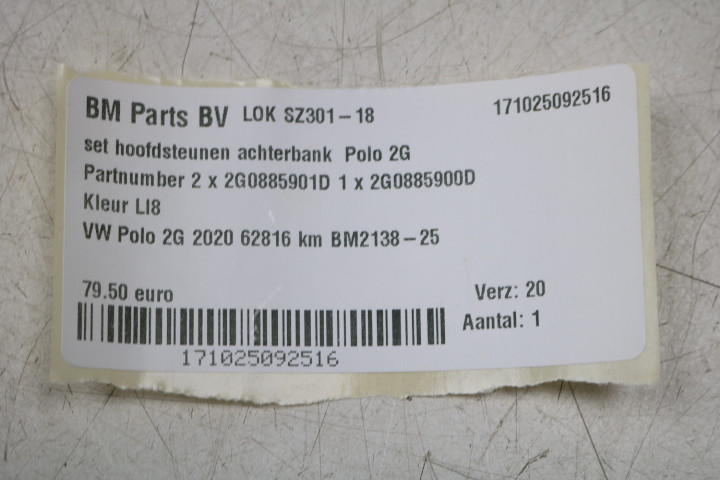 BM Parts BV LOK SZ301-18 171025092516
set hoofdsteunen achterbank Polo 2G
Partnumber 2 x 2G0885901D 1 x 2G0885900D
Kleur LI8
VW Polo 2G 2020 62816 km BM2138-25
79.50 euro Verz: 20
Aantal: 1
171025092516